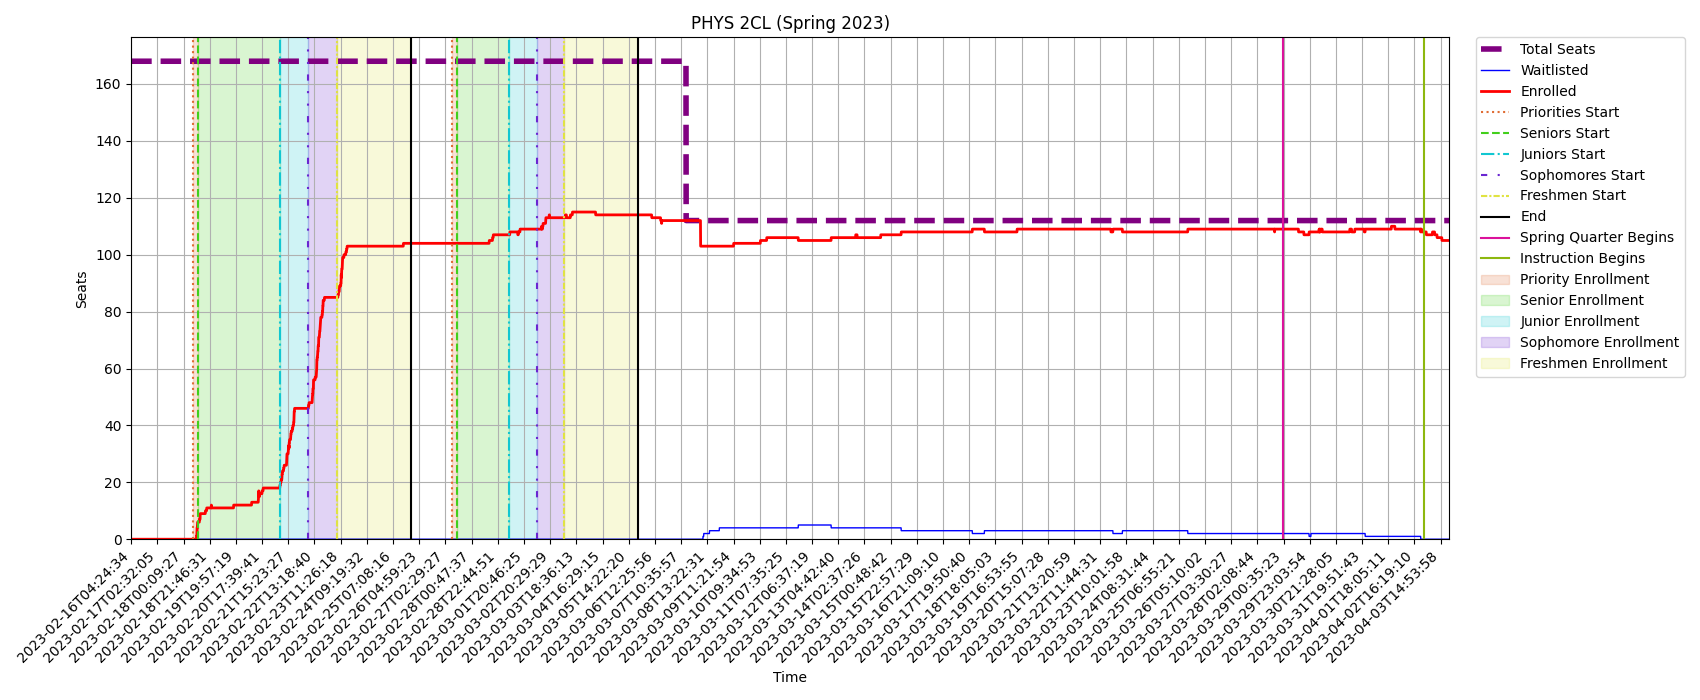 PHYS 2CL (Spring 2023)
Seats
160
140
120
100
80
60
40
20
0
2023-02-16T04:24:34
2023-02-17T02:32:05
2023-02-18T00:09:27
2023-02-18T21:46:31
2023-02-19T19:57:19
2023-02-20T17:39:41
2023-02-21T15:23:27
2023-02-22T13:18:40
2023-02-23T11:26:18
2023-02-24T09:19:32
2023-02-25T07:08:16
2023-02-26T04:59:23
2023-02-27T02:29:27
2023-02-28T00:47:37
2023-02-28T22:44:51
2023-03-01T20:46:25
2023-03-02T20:29:29
2023-03-03T18:36:13
2023-03-04T16:29:15
2023-03-05T14:22:20
2023-03-06T12:25:56
2023-03-07T10:35:57
2023-03-08T13:22:31
2023-03-09T11:21:54
2023-03-10T09:34:53
2023-03-11T07:35:25
2023-03-12T06:37:19
2023-03-13T04:42:40
2023-03-14T02:37:26
2023-03-15T00:48:42
2023-03-15T22:57:29
2023-03-16T21:09:10
2023-03-17T19:50:40
2023-03-18T18:05:03
2023-03-19T16:53:55
2023-03-20T15:07:28
2023-03-21T13:20:59
2023-03-22T11:44:31
2023-03-23T10:01:58
2023-03-24T08:31:44
2023-03-25T06:55:21
2023-03-26T05:10:02
2023-03-27T03:30:27
2023-03-28T02:08:44
2023-03-29T00:35:23
2023-03-29T23:03:54
2023-03-30T21:28:05
2023-03-31T19:51:43
2023-04-01T18:05:11
2023-04-02T16:19:10
2023-04-03T14:53:58
Time
Total Seats
Waitlisted
Enrolled
Priorities Start
Seniors Start
Juniors Start
Sophomores Start
Freshmen Start
End
Spring Quarter Begins
Instruction Begins
Priority Enrollment
Senior Enrollment
Junior Enrollment
Sophomore Enrollment
Freshmen Enrollment